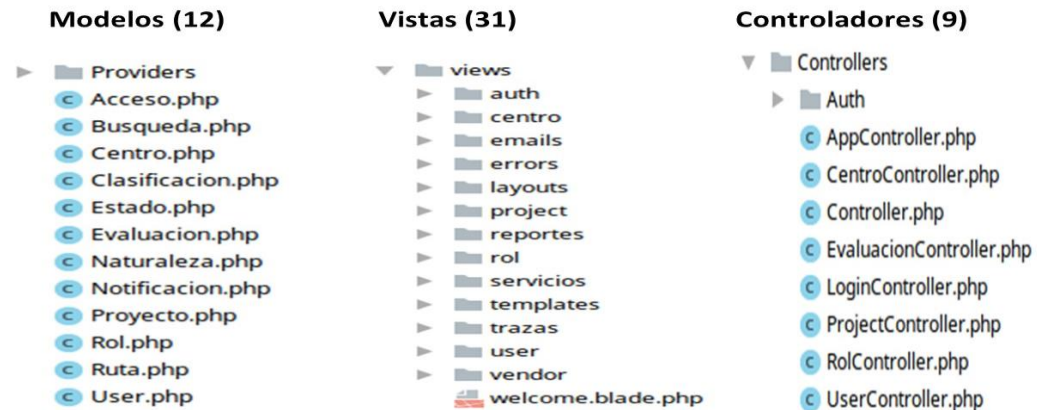 Modelos (12)
Providers
Acceso.php
Busqueda.php
Centro.php
Clasificacion.php
Estado.php
Evaluacion.php
Naturaleza.php
Notificacion.php
Proyecto.php
Rol.php
Ruta.php
User.php
Vistas (31)
views
auth
centro
emails
errors
layouts
project
reportes
rol
servicios
templates
trazas
user
vendor
welcome.blade.php
Controladores (9)
Controllers
Auth
AppController.php
CentroController.php
Controller.php
EvaluacionController.php
LoginController.php
ProjectController.php
RolController.php
UserController.php